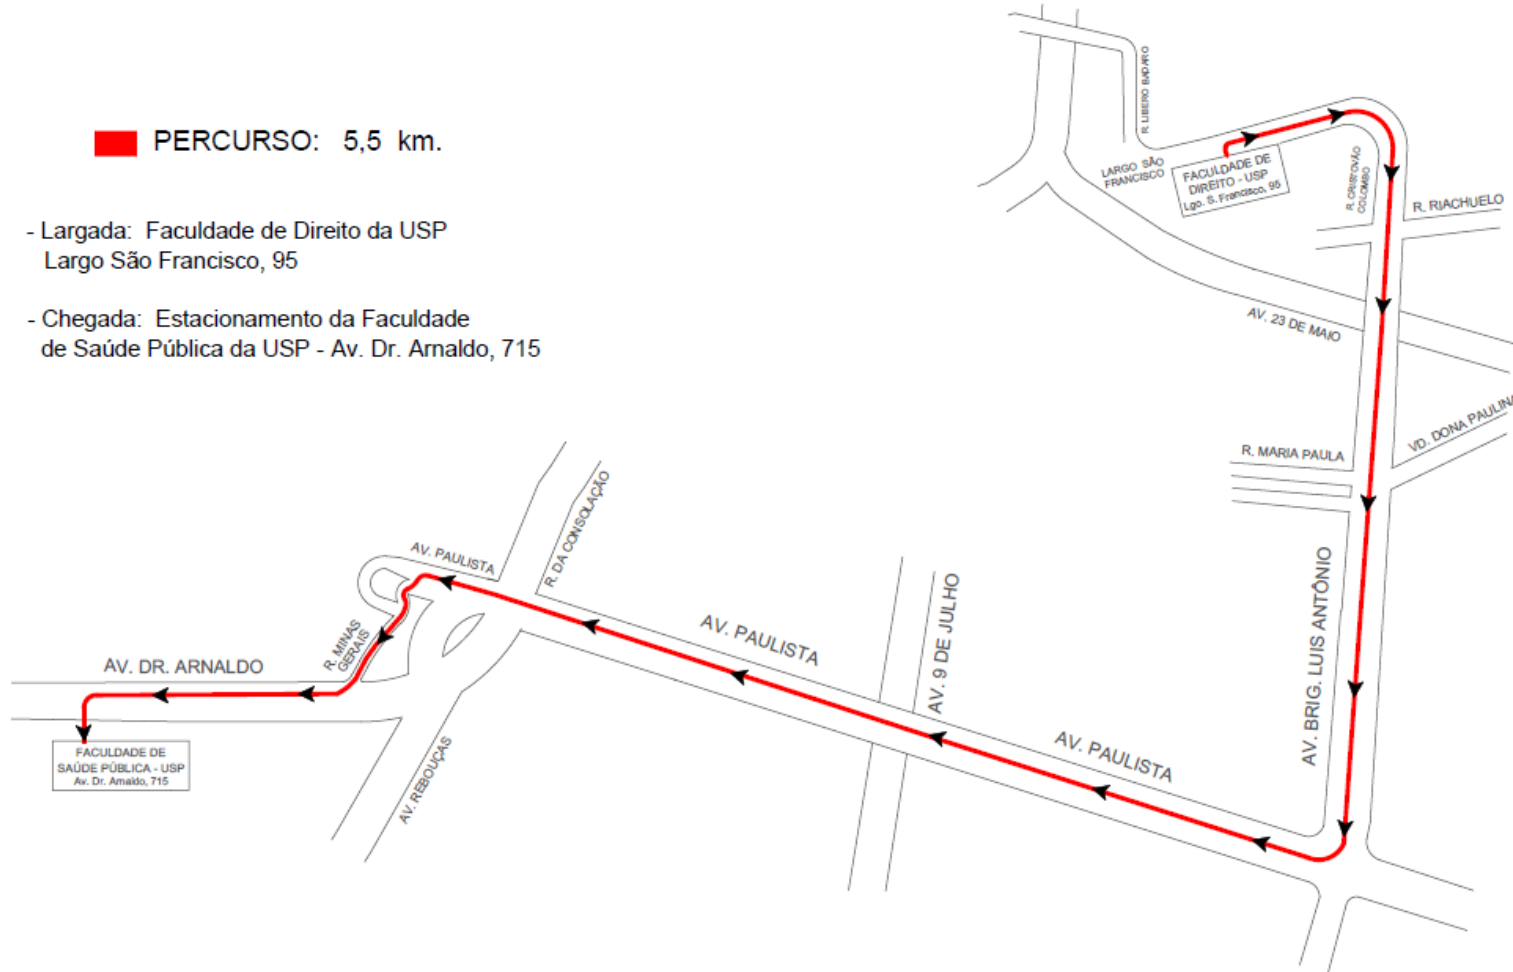 PERCURSO: 5,5 km.
- Largada: Faculdade de Direito da USP
Largo São Francisco, 95
- Chegada: Estacionamento da Faculdade
de Saúde Pública da USP - Av. Dr. Arnaldo, 715
R. LIBERO BADARO
LARGO SÃO
FRANCISCO
FACULDADE DE
DIREITO - USP
Lgo. S. Francisco, 95
R. CRISTOVÃO
COLOMBO
R. RIACHUELO
AV. 23 DE MAIO
R. MARIA PAULA
VD. DONA PAULINA
AV. BRIG. LUIS ANTÔNIO
AV. PAULISTA
R. DA CONSOLAÇÃO
AV. PAULISTA
AV. 9 DE JULHO
AV. PAULISTA
R. MINAS
GERAIS
AV. DR. ARNALDO
AV. REBOUÇAS
FACULDADE DE
SAÚDE PÚBLICA - USP
Av. Dr. Arnaldo, 715